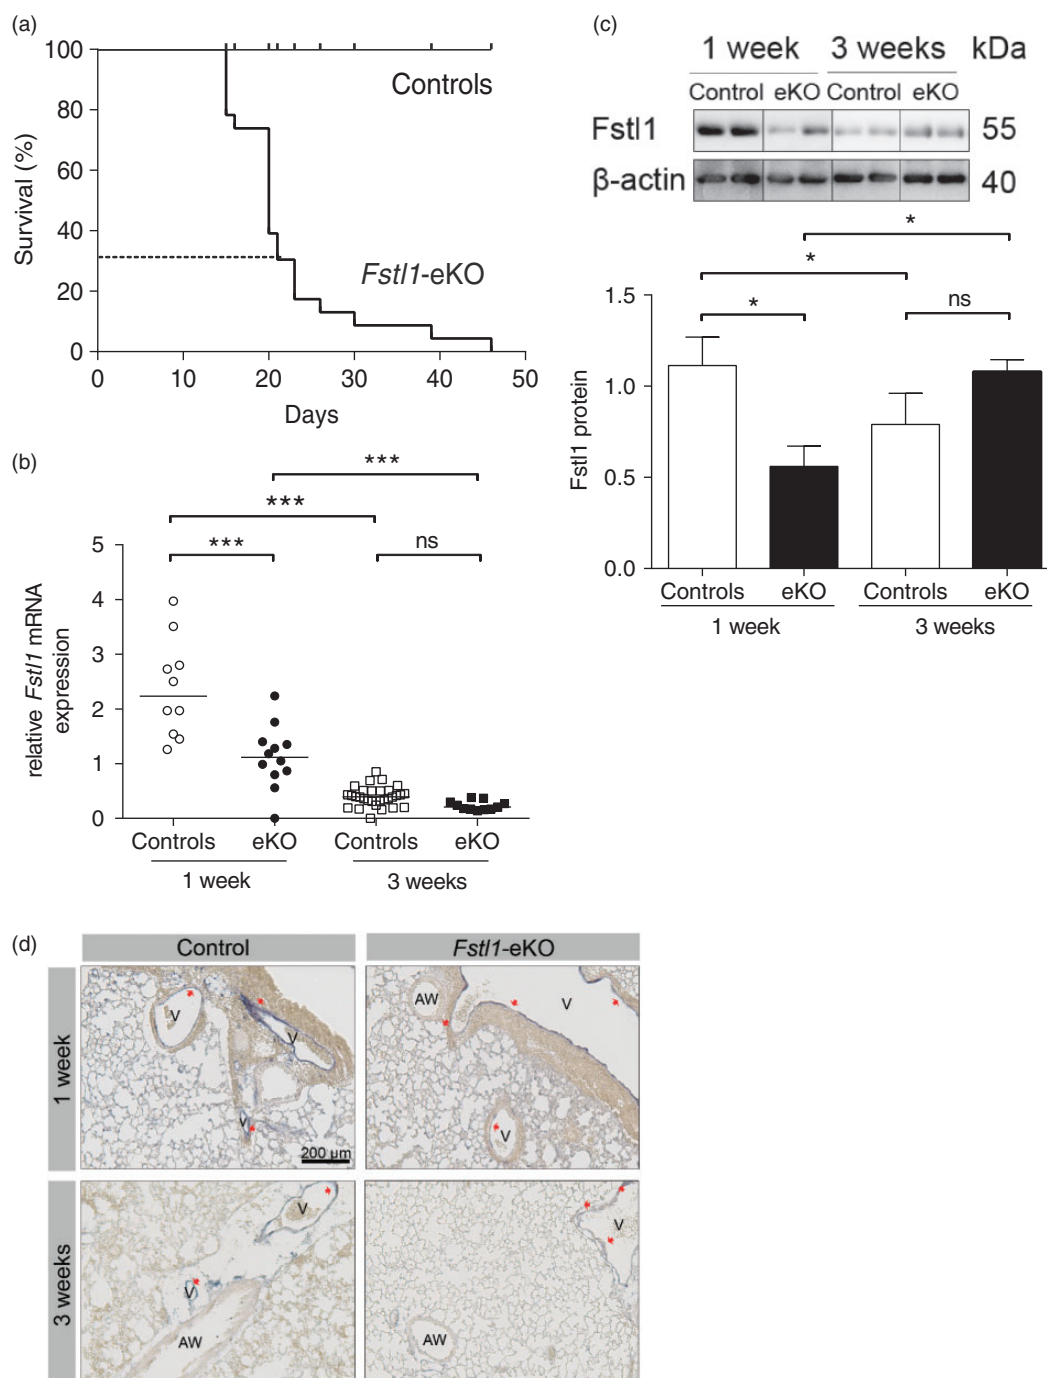 (a)
100
80
60
40
20
0
Survival (%)
Controls
Fstl1-eKO
0 10 20 30 40 50
Days
(b)
***
***
***
ns
5
4
3
2
1
0
relative Fstl1 mRNA
expression
Controls eKO Controls eKO
1 week 3 weeks
(c)
1 week 3 weeks kDa
Control eKO Control eKO
Fstl1 55
β-actin 40
*
*
*
ns
1.5
1.0
0.5
0.0
Fstl1 protein
Controls eKO Controls eKO
1 week 3 weeks
(d)
Control Fstl1-eKO
1 week
V
V
V
200 µm
AW
V
V
3 weeks
V
V
AW
V
AW